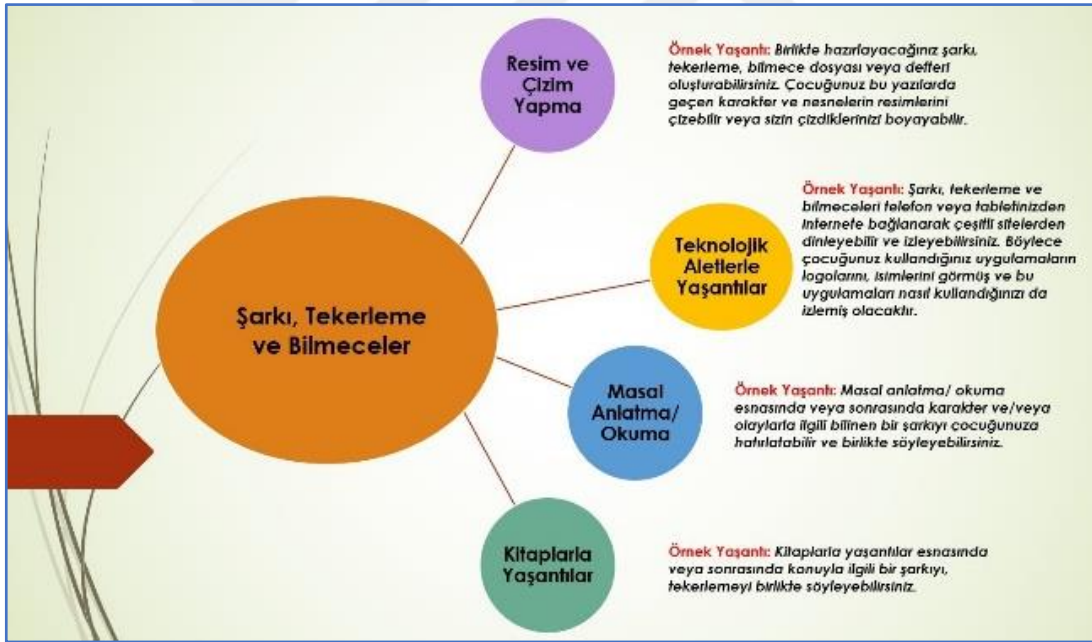 Resim ve
Çizim
Yapma
Örnek Yaşantı: Birlikte hazırlayacağınız şarkı,
tekerleme, bilmece dosyası veya defteri
oluşturabilirsiniz. Çocuğunuz bu yazılarda
geçen karakter ve nesnelerin resimlerini
çizebilir veya sizin çizdiklerinizi boyayabilir.
Teknolojik
Aletlerle
Yaşantılar
Örnek Yaşantı: Şarkı, tekerleme ve
bilmeceleri telefon veya tabletinizden
internete bağlanarak çeşitli sitelerden
dinleyebilir ve izleyebilirsiniz. Böylece
çocuğunuz kullandığınız uygulamaların
logolarını, isimlerini görmüş ve bu
uygulamaları nasıl kullandığınızı da
izlemiş olacaktır.
Şarkı, Tekerleme
ve Bilmeceler
Masal
Anlatma/
Okuma
Örnek Yaşantı: Masal anlatma/ okuma
esnasında veya sonrasında karakter ve/veya
olaylarla ilgili bilinen bir şarkıyı çocuğunuza
hatırlatabilir ve birlikte söyleyebilirsiniz.
Kitaplarla
Yaşantılar
Örnek Yaşantı: Kitaplarla yaşantılar esnasında
veya sonrasında konuyla ilgili bir şarkıyı,
tekerlemeyi birlikte söyleyebilirsiniz.